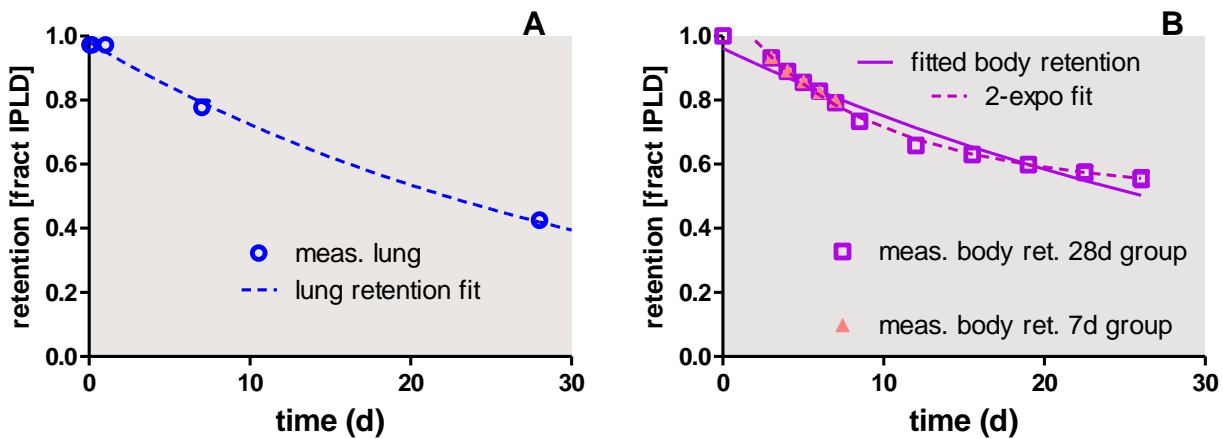 A
retention [fract IPLD]
1.0
0.8
0.6
0.4
0.2
0.0
meas. lung
lung retention fit
0
10
20
30
time (d)
B
retention [fract IPLD]
1.0
0.8
0.6
0.4
0.2
0.0
fitted body retention
2-expo fit
meas. body ret. 28d group
meas. body ret. 7d group
0
10
20
30
time (d)